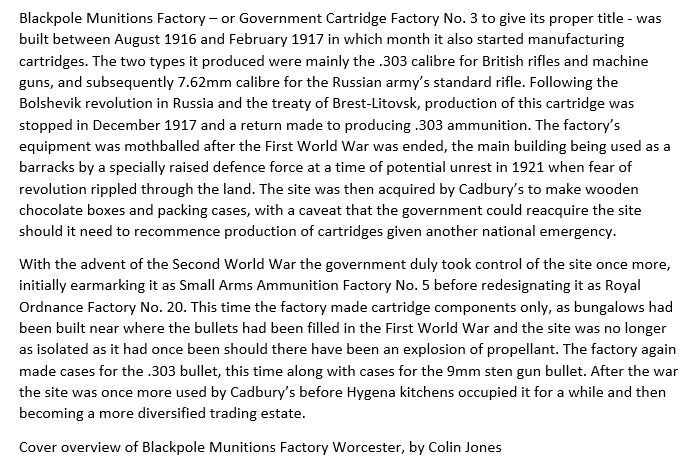 Blackpole Munitions Factory – or Government Cartridge Factory No. 3 to give its proper title - was
built between August 1916 and February 1917 in which month it also started manufacturing
cartridges. The two types it produced were mainly the .303 calibre for British rifles and machine
guns, and subsequently 7.62mm calibre for the Russian army’s standard rifle. Following the
Bolshevik revolution in Russia and the treaty of Brest-Litovsk, production of this cartridge was
stopped in December 1917 and a return made to producing .303 ammunition. The factory’s
equipment was mothballed after the First World War was ended, the main building being used as a
barracks by a specially raised defence force at a time of potential unrest in 1921 when fear of
revolution rippled through the land. The site was then acquired by Cadbury’s to make wooden
chocolate boxes and packing cases, with a caveat that the government could reacquire the site
should it need to recommence production of cartridges given another national emergency.
With the advent of the Second World War the government duly took control of the site once more,
initially earmarking it as Small Arms Ammunition Factory No. 5 before redesignating it as Royal
Ordnance Factory No. 20. This time the factory made cartridge components only, as bungalows had
been built near where the bullets had been filled in the First World War and the site was no longer
as isolated as it had once been should there have been an explosion of propellant. The factory again
made cases for the .303 bullet, this time along with cases for the 9mm sten gun bullet. After the war
the site was once more used by Cadbury’s before Hygena kitchens occupied it for a while and then
becoming a more diversified trading estate.
Cover overview of Blackpole Munitions Factory Worcester, by Colin Jones